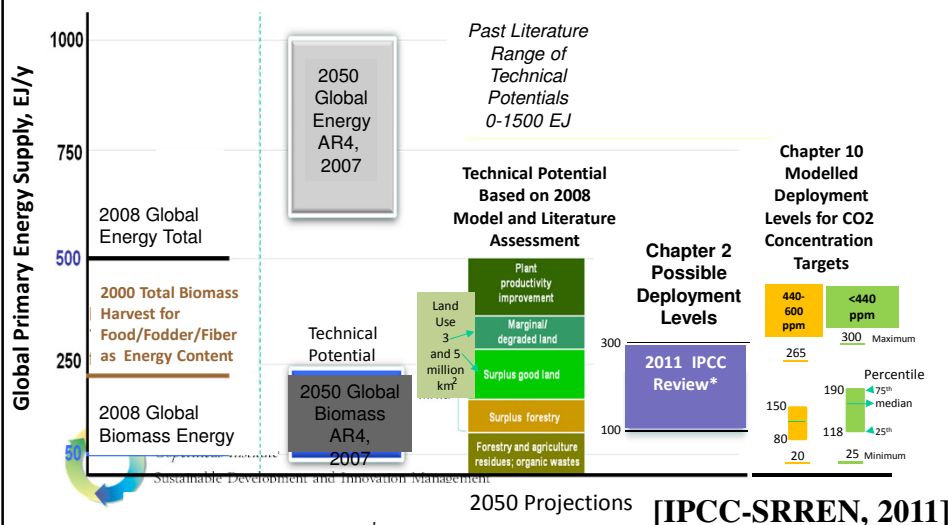 Global Primary Energy Supply, EJ/y
1000
750
500
250
50
2008 Global
Energy Total
2000 Total Biomass
Harvest for
Food/Fodder/Fiber
as Energy Content
2008 Global
Biomass Energy
Sustainable Development and Innovation Management
2050
Global
Energy
AR4,
2007
Technical
Potential
2050 Global
Biomass
AR4,
2007
Past Literature
Range of
Technical
Potentials
0-1500 EJ
Technical Potential
Based on 2008
Model and Literature
Assessment
Land
Use
3
and 5
million
km2
Plant
productivity
improvement
Marginal/
degraded land
Surplus good land
Surplus forestry
Forestry and agriculture
residues; organic wastes
Chapter 2
Possible
Deployment
Levels
300
2011 IPCC
Review*
100
Chapter 10
Modelled
Deployment
Levels for CO2
Concentration
Targets
440-
600
ppm
<440
ppm
300 Maximum
265
Percentile
190 75th
median
150
118 25th
80
20
25 Minimum
2050 Projections
[IPCC-SRREN, 2011]